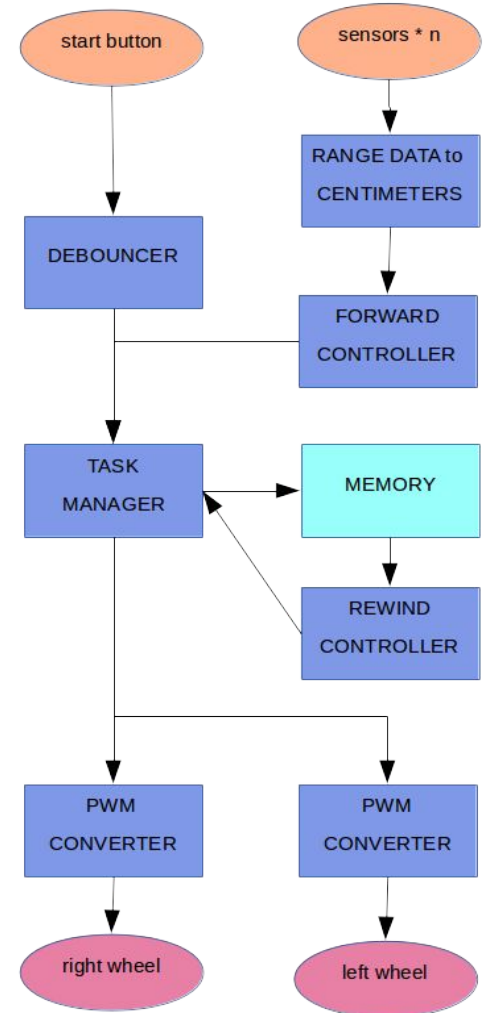 start button
sensors * n
RANGE DATA to
CENTIMETERS
DEBOUNCER
FORWARD
CONTROLLER
TASK
MANAGER
MEMORY
REWIND
CONTROLLER
PWM
CONVERTER
PWM
CONVERTER
right wheel
left wheel